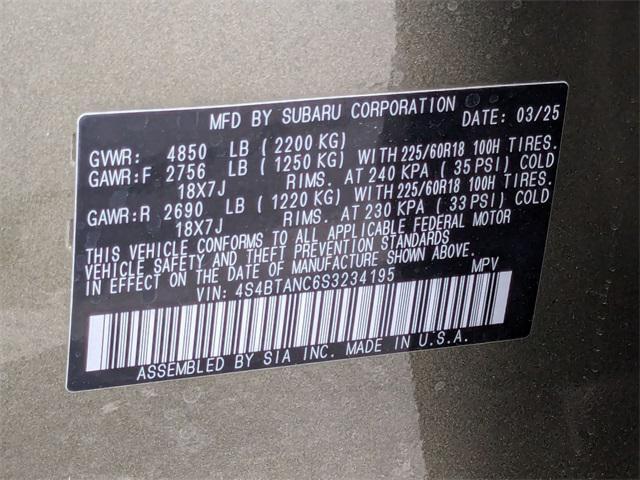 MFD BY SUBARU CORPORATION DATE: 03/25
GVWR: 4850 LB (2200 KG)
GAWR:F 2756 LB (1250 KG) WITH 225/60R18 100H TIRES.
18X7J RIMS. AT 240 KPA (35 PSI) COLD
GAWR:R 2690 LB (1220 KG) WITH 225/60R18 100H TIRES.
18X7J RIMS. AT 230 KPA (33 PSI) COLD
THIS VEHICLE CONFORMS TO ALL APPLICABLE FEDERAL MOTOR
VEHICLE SAFETY AND THEFT PREVENTION STANDARDS
IN EFFECT ON THE DATE OF MANUFACTURE SHOWN ABOVE.
VIN: 4S4BTANC6S3234195 MPV
ASSEMBLED BY SIA INC. MADE IN U.S.A.